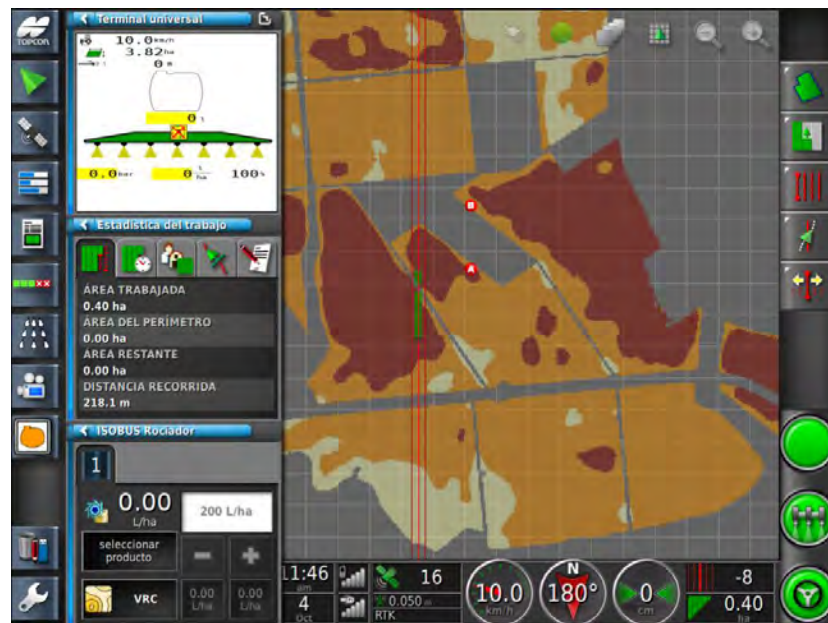 TOPCON
Terminal universal
10.0 km/h
3.82 ha
0 m
0
0.0 bar
0 L/ha
100%
Estadística del trabajo
ÁREA TRABAJADA
0.40 ha
ÁREA DEL PERÍMETRO
0.00 ha
ÁREA RESTANTE
0.00 ha
DISTANCIA RECORRIDA
218.1 m
ISOBUS Rociador
1
0.00
L/ha
200 L/ha
seleccionar
producto
VRC
0.00
L/ha
0.00
L/ha
B
A
11:46
am
4
Oct
16
0.050 m
RTK
10.0
km/h
N
180°
0
cm
-8
0.40
ha